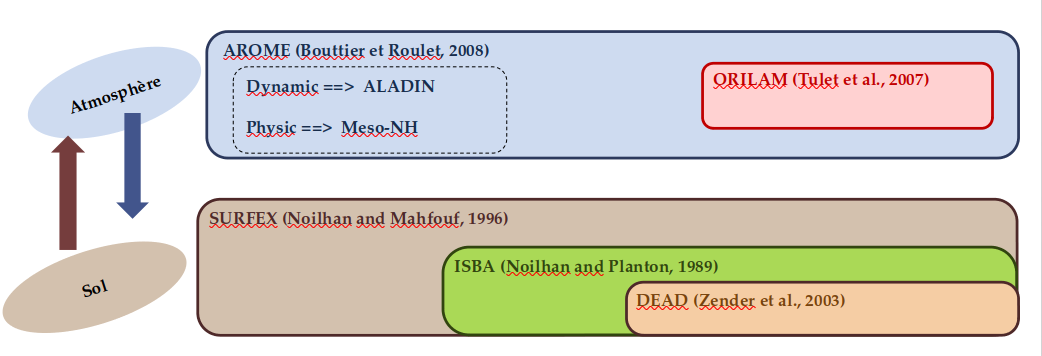 Atmosphère
AROME (Bouttier et Roulet, 2008)
Dynamic ==> ALADIN
Physic ==> Meso-NH
ORILAM (Tulet et al., 2007)
Sol
SURFEX (Noilhan and Mahfouf, 1996)
ISBA (Noilhan and Planton, 1989)
DEAD (Zender et al., 2003)